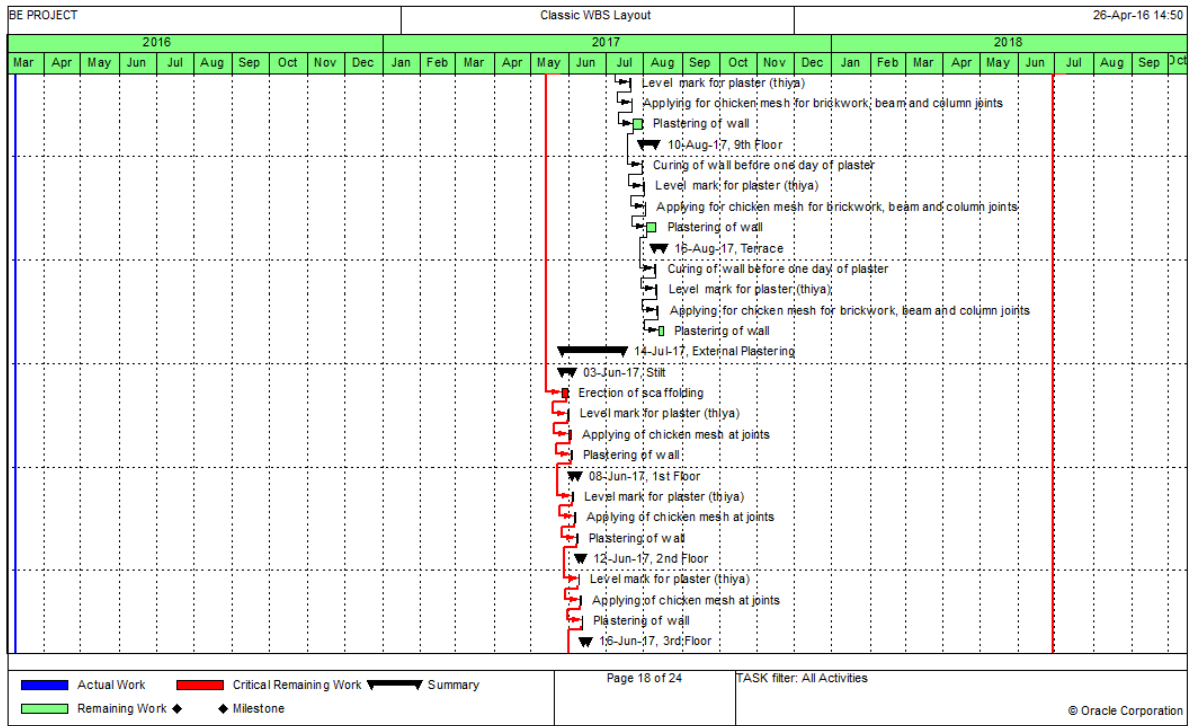 BE PROJECT Classic WBS Layout 26-Apr-16 14:50
2016 2017 2018
Mar Apr May Jun Jul Aug Sep Oct Nov Dec Jan Feb Mar Apr May Jun Jul Aug Sep Oct Nov Dec Jan Feb Mar Apr May Jun Jul Aug Sep Oct
Level mark for plaster (thiya)
Applying for chicken mesh for brickwork, beam and column joints
Plastering of wall
10-Aug-17, 9th Floor
Curing of wall before one day of plaster
Level mark for plaster (thiya)
Applying for chicken mesh for brickwork, beam and column joints
Plastering of wall
16-Aug-17, Terrace
Curing of wall before one day of plaster
Level mark for plaster (thiya)
Applying for chicken mesh for brickwork, beam and column joints
Plastering of wall
14-Jul-17, External Plastering
03-Jun-17, Stilt
Erection of scaffolding
Level mark for plaster (thiya)
Applying of chicken mesh at joints
Plastering of wall
08-Jun-17, 1st Floor
Level mark for plaster (thiya)
Applying of chicken mesh at joints
Plastering of wall
12-Jun-17, 2nd Floor
Level mark for plaster (thiya)
Applying of chicken mesh at joints
Plastering of wall
16-Jun-17, 3rd Floor
Actual Work Critical Remaining Work Summary Page 18 of 24 TASK filter: All Activities
Remaining Work Milestone © Oracle Corporation